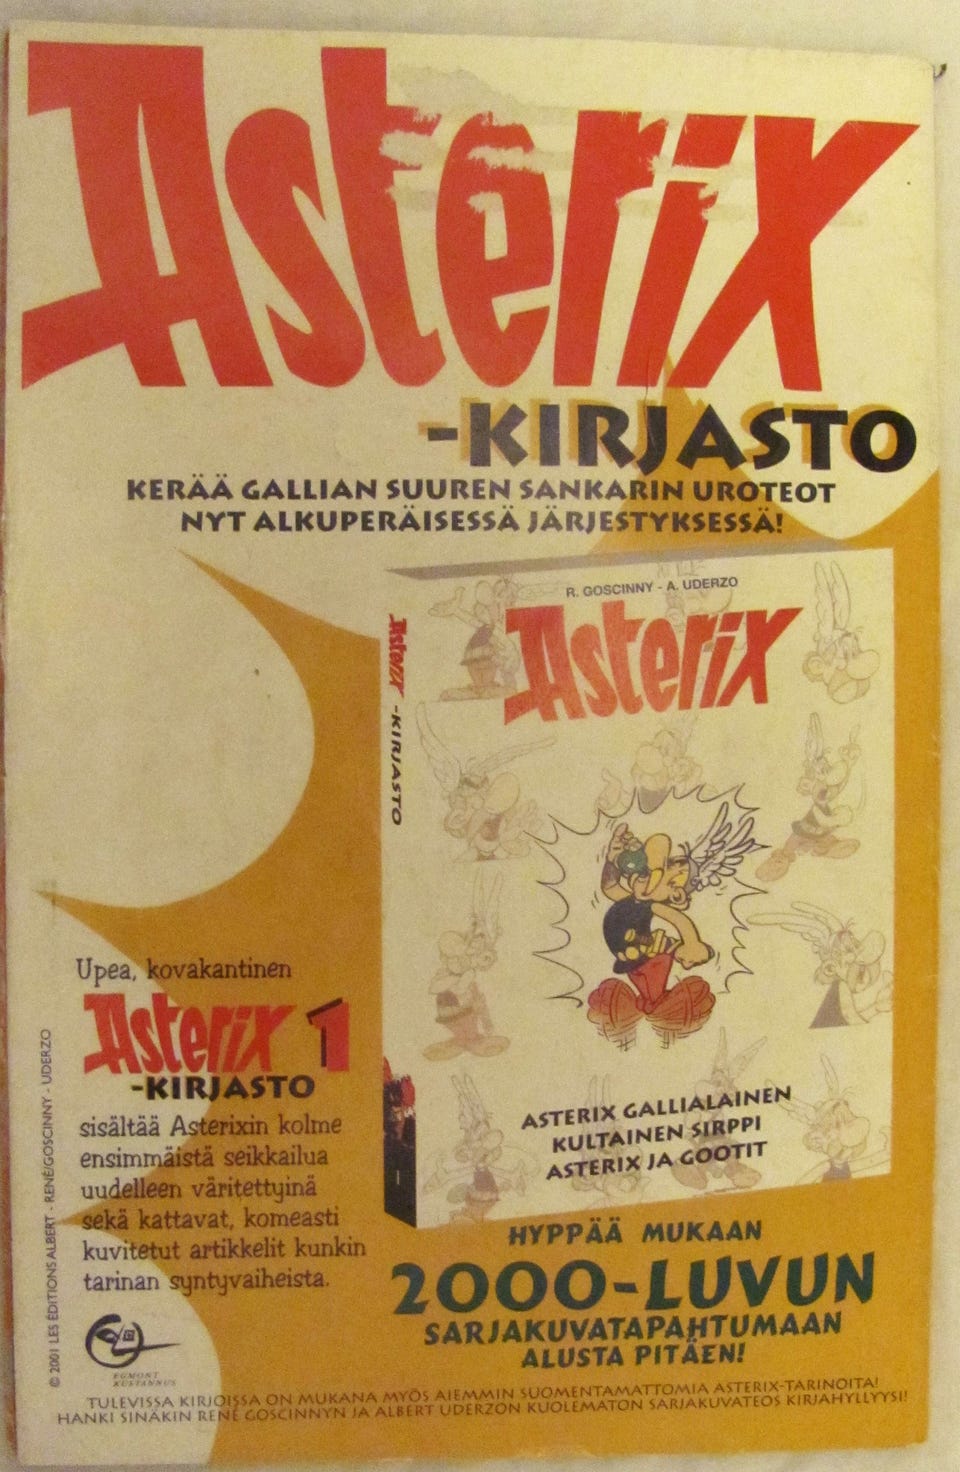 Asterix
-KIRJASTO
KERÄÄ GALLIAN SUUREN SANKARIN UROTEOT
NYT ALKUPERÄISESSÄ JÄRJESTYKSESSÄ!
R. GOSCINNY - A. UDERZO
Asterix
Asterix -KIRJASTO
ASTERIX GALLIALAINEN
KULTAINEN SIRPPI
ASTERIX JA GOOTIT
1
Upea, kovakantinen
Asterix 1
-KIRJASTO
sisältää Asterixin kolme
ensimmäistä seikkailua
uudelleen väritettyinä
sekä kattavat, komeasti
kuvitetut artikkelit kunkin
tarinan syntyvaiheista.
HYPPÄÄ MUKAAN
2000-LUVUN
SARJAKUVATAPAHTUMAAN
ALUSTA PITÄEN!
© 2001 LES ÉDITIONS ALBERT - RENÉ/GOSCINNY - UDERZO
EGMONT
KUSTANNUS
TULEVISSA KIRJOISSA ON MUKANA MYÖS AIEMMIN SUOMENTAMATTOMIA ASTERIX-TARINOITA!
HANKI SINÄKIN RENÉ GOSCINNYN JA ALBERT UDERZON KUOLEMATON SARJAKUVATEOS KIRJAHYLLYYSI!